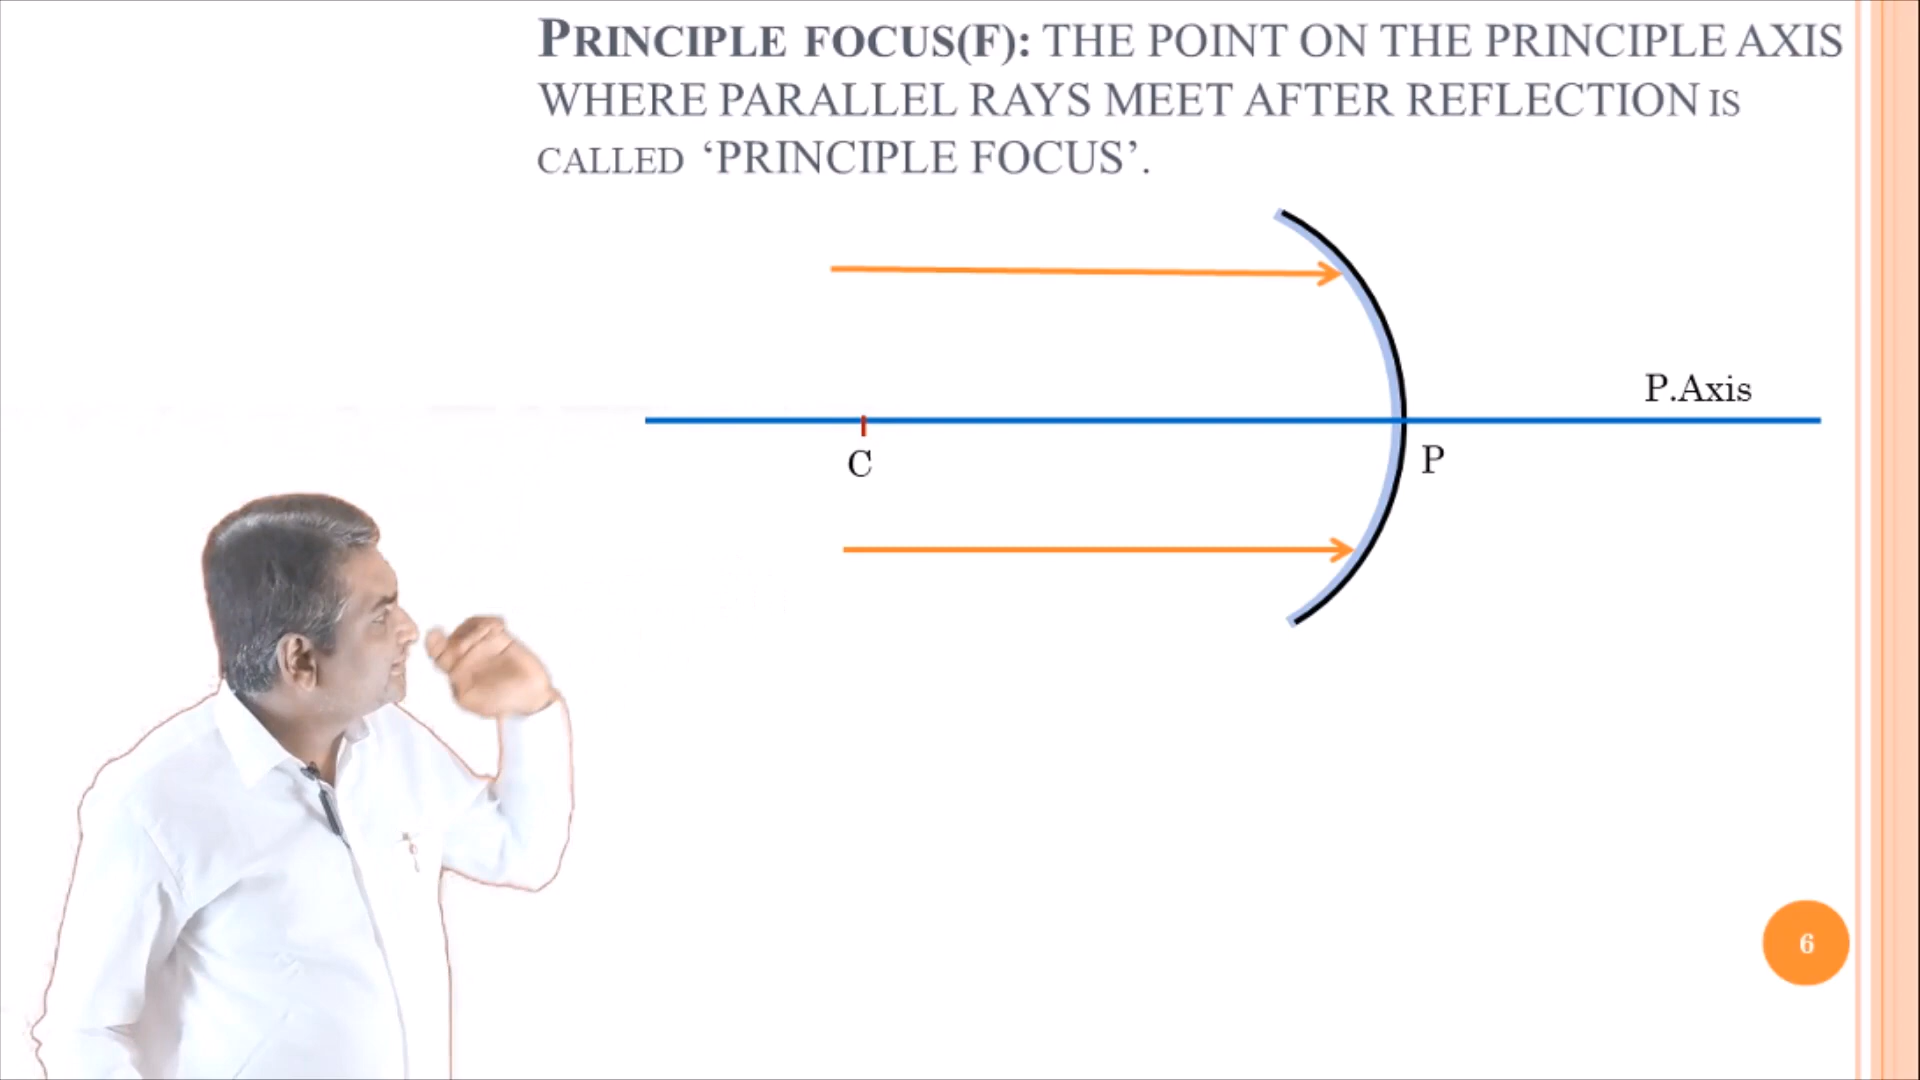 PRINCIPLE FOCUS(F): THE POINT ON THE PRINCIPLE AXIS
WHERE PARALLEL RAYS MEET AFTER REFLECTION IS
CALLED ‘PRINCIPLE FOCUS’.
P.Axis
C
P
6